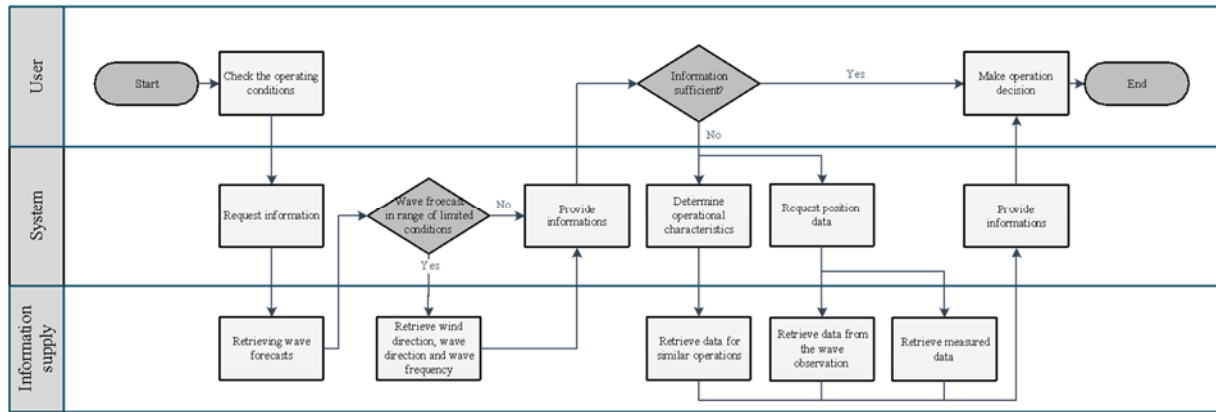 User
Start
Check the operating
conditions
Information
sufficient?
Yes
No
Make operation
decision
End
System
Request information
Wave froecast
in range of limited
conditions
No
Yes
Provide
informations
Determine
operational
characteristics
Request position
data
Provide
informations
Information
supply
Retrieving wave
forecasts
Retrieve wind
direction, wave
direction and wave
frequency
Retrieve data for
similar operations
Retrieve data from
the wave
observation
Retrieve measured
data